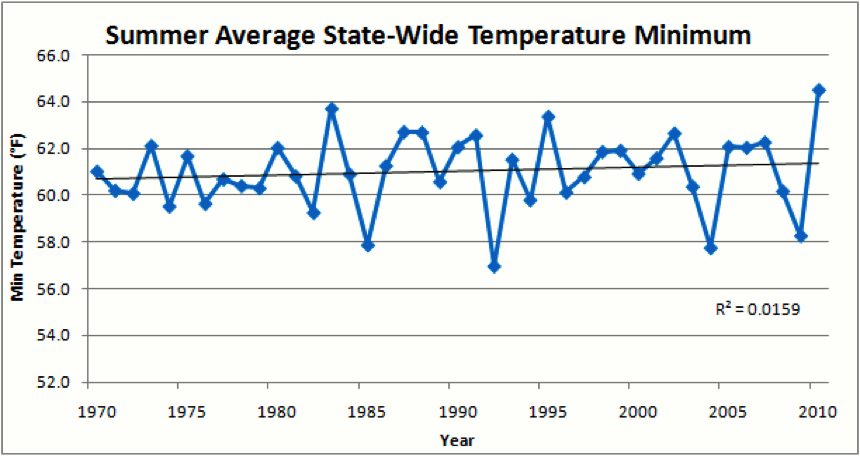 Summer Average State-Wide Temperature Minimum
66.0
64.0
62.0
60.0
58.0
56.0
54.0
52.0
Min Temperature (°F)
R² = 0.0159
1970 1975 1980 1985 1990 1995 2000 2005 2010
Year